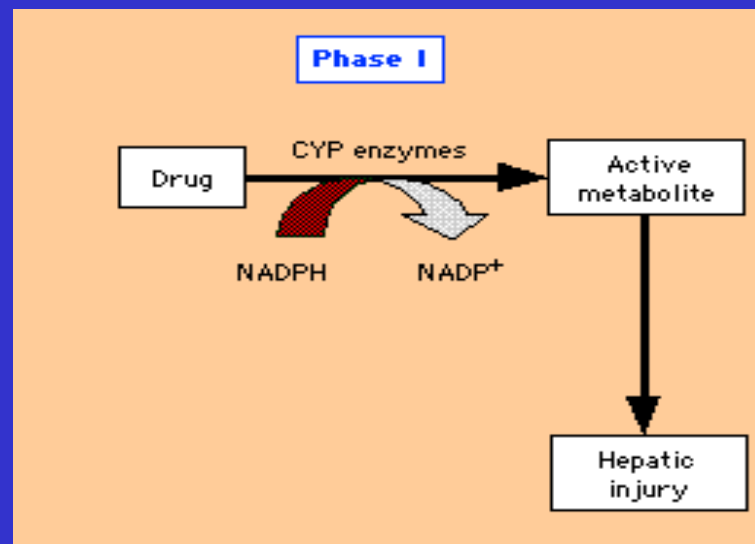 Phase I
CYP enzymes
Drug
Active
metabolite
NADPH
NADP+
Hepatic
injury